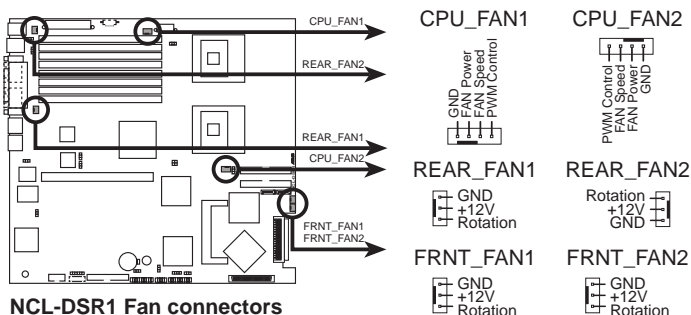 CPU_FAN1
REAR_FAN2
REAR_FAN1
CPU_FAN2
FRNT_FAN1
FRNT_FAN2
NCL-DSR1 Fan connectors
CPU_FAN1
GND
FAN Power
FAN Speed
PWM Control
CPU_FAN2
PWM Control
FAN Speed
FAN Power
GND
REAR_FAN1
GND
+12V
Rotation
REAR_FAN2
Rotation
+12V
GND
FRNT_FAN1
GND
+12V
Rotation
FRNT_FAN2
GND
+12V
Rotation